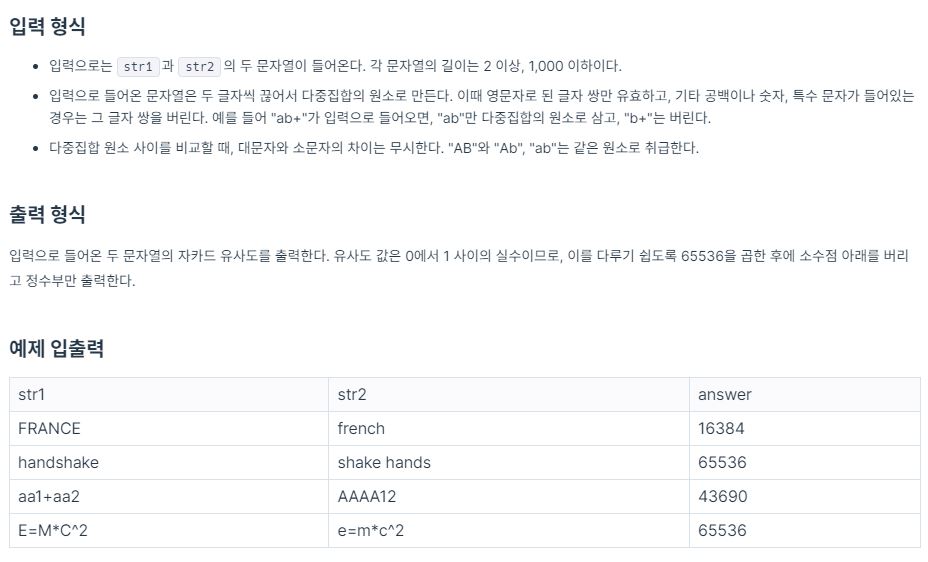 입력 형식
입력으로는 str1 과 str2 의 두 문자열이 들어온다. 각 문자열의 길이는 2 이상, 1,000 이하이다.
입력으로 들어온 문자열은 두 글자씩 끊어서 다중집합의 원소로 만든다. 이때 영문자로 된 글자 쌍만 유효하고, 기타 공백이나 숫자, 특수 문자가 들어있는
경우는 그 글자 쌍을 버린다. 예를 들어 "ab+"가 입력으로 들어오면, "ab"만 다중집합의 원소로 삼고, "b+"는 버린다.
다중집합 원소 사이를 비교할 때, 대문자와 소문자의 차이는 무시한다. "AB"와 "Ab", "ab"는 같은 원소로 취급한다.
출력 형식
입력으로 들어온 두 문자열의 자카드 유사도를 출력한다. 유사도 값은 0에서 1 사이의 실수이므로, 이를 다루기 쉽도록 65536을 곱한 후에 소수점 아래를 버리
고 정수부만 출력한다.
예제 입출력
str1 str2 answer
FRANCE french 16384
handshake shake hands 65536
aa1+aa2 AAAA12 43690
E=M*C^2 e=m*c^2 65536